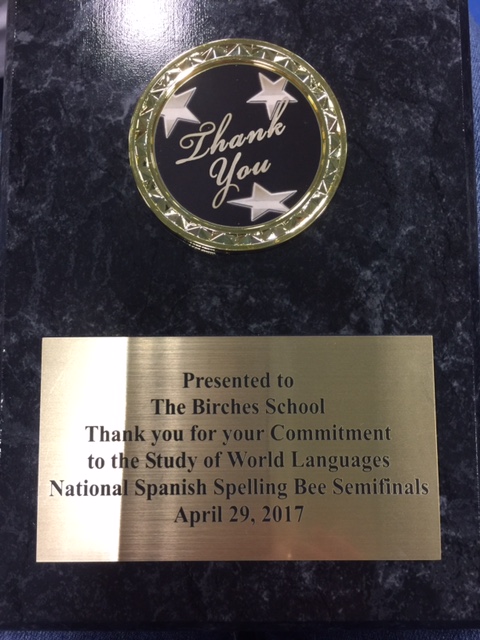 Thank
You
Presented to
The Birches School
Thank you for your Commitment
to the Study of World Languages
National Spanish Spelling Bee Semifinals
April 29, 2017